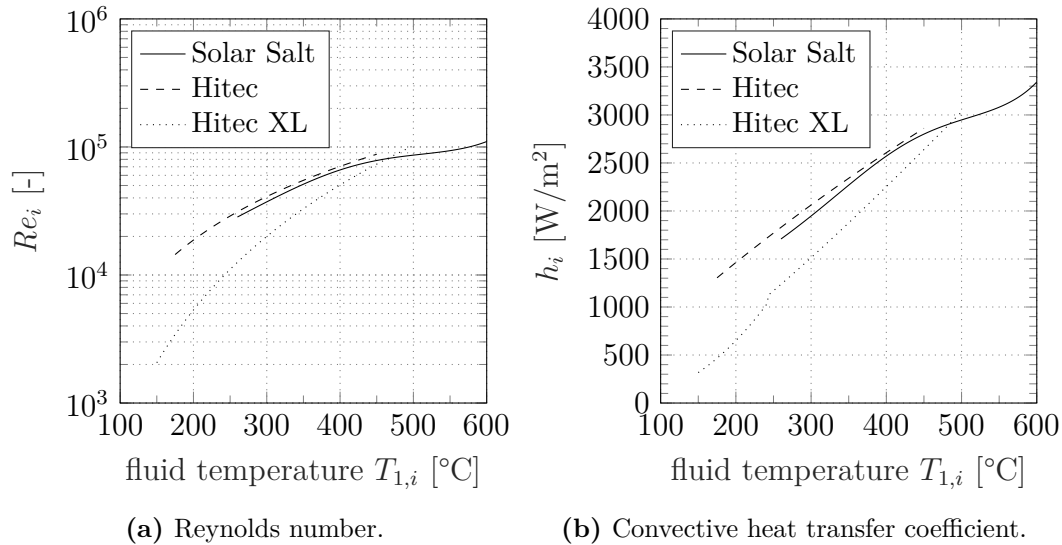 10^6
10^5
10^4
10^3
Re_i [-]
Solar Salt
Hitec
Hitec XL
100 200 300 400 500 600
fluid temperature T_{1,i} [°C]
(a) Reynolds number.
4000
3500
3000
2500
2000
1500
1000
500
0
h_i [W/m^2]
Solar Salt
Hitec
Hitec XL
100 200 300 400 500 600
fluid temperature T_{1,i} [°C]
(b) Convective heat transfer coefficient.